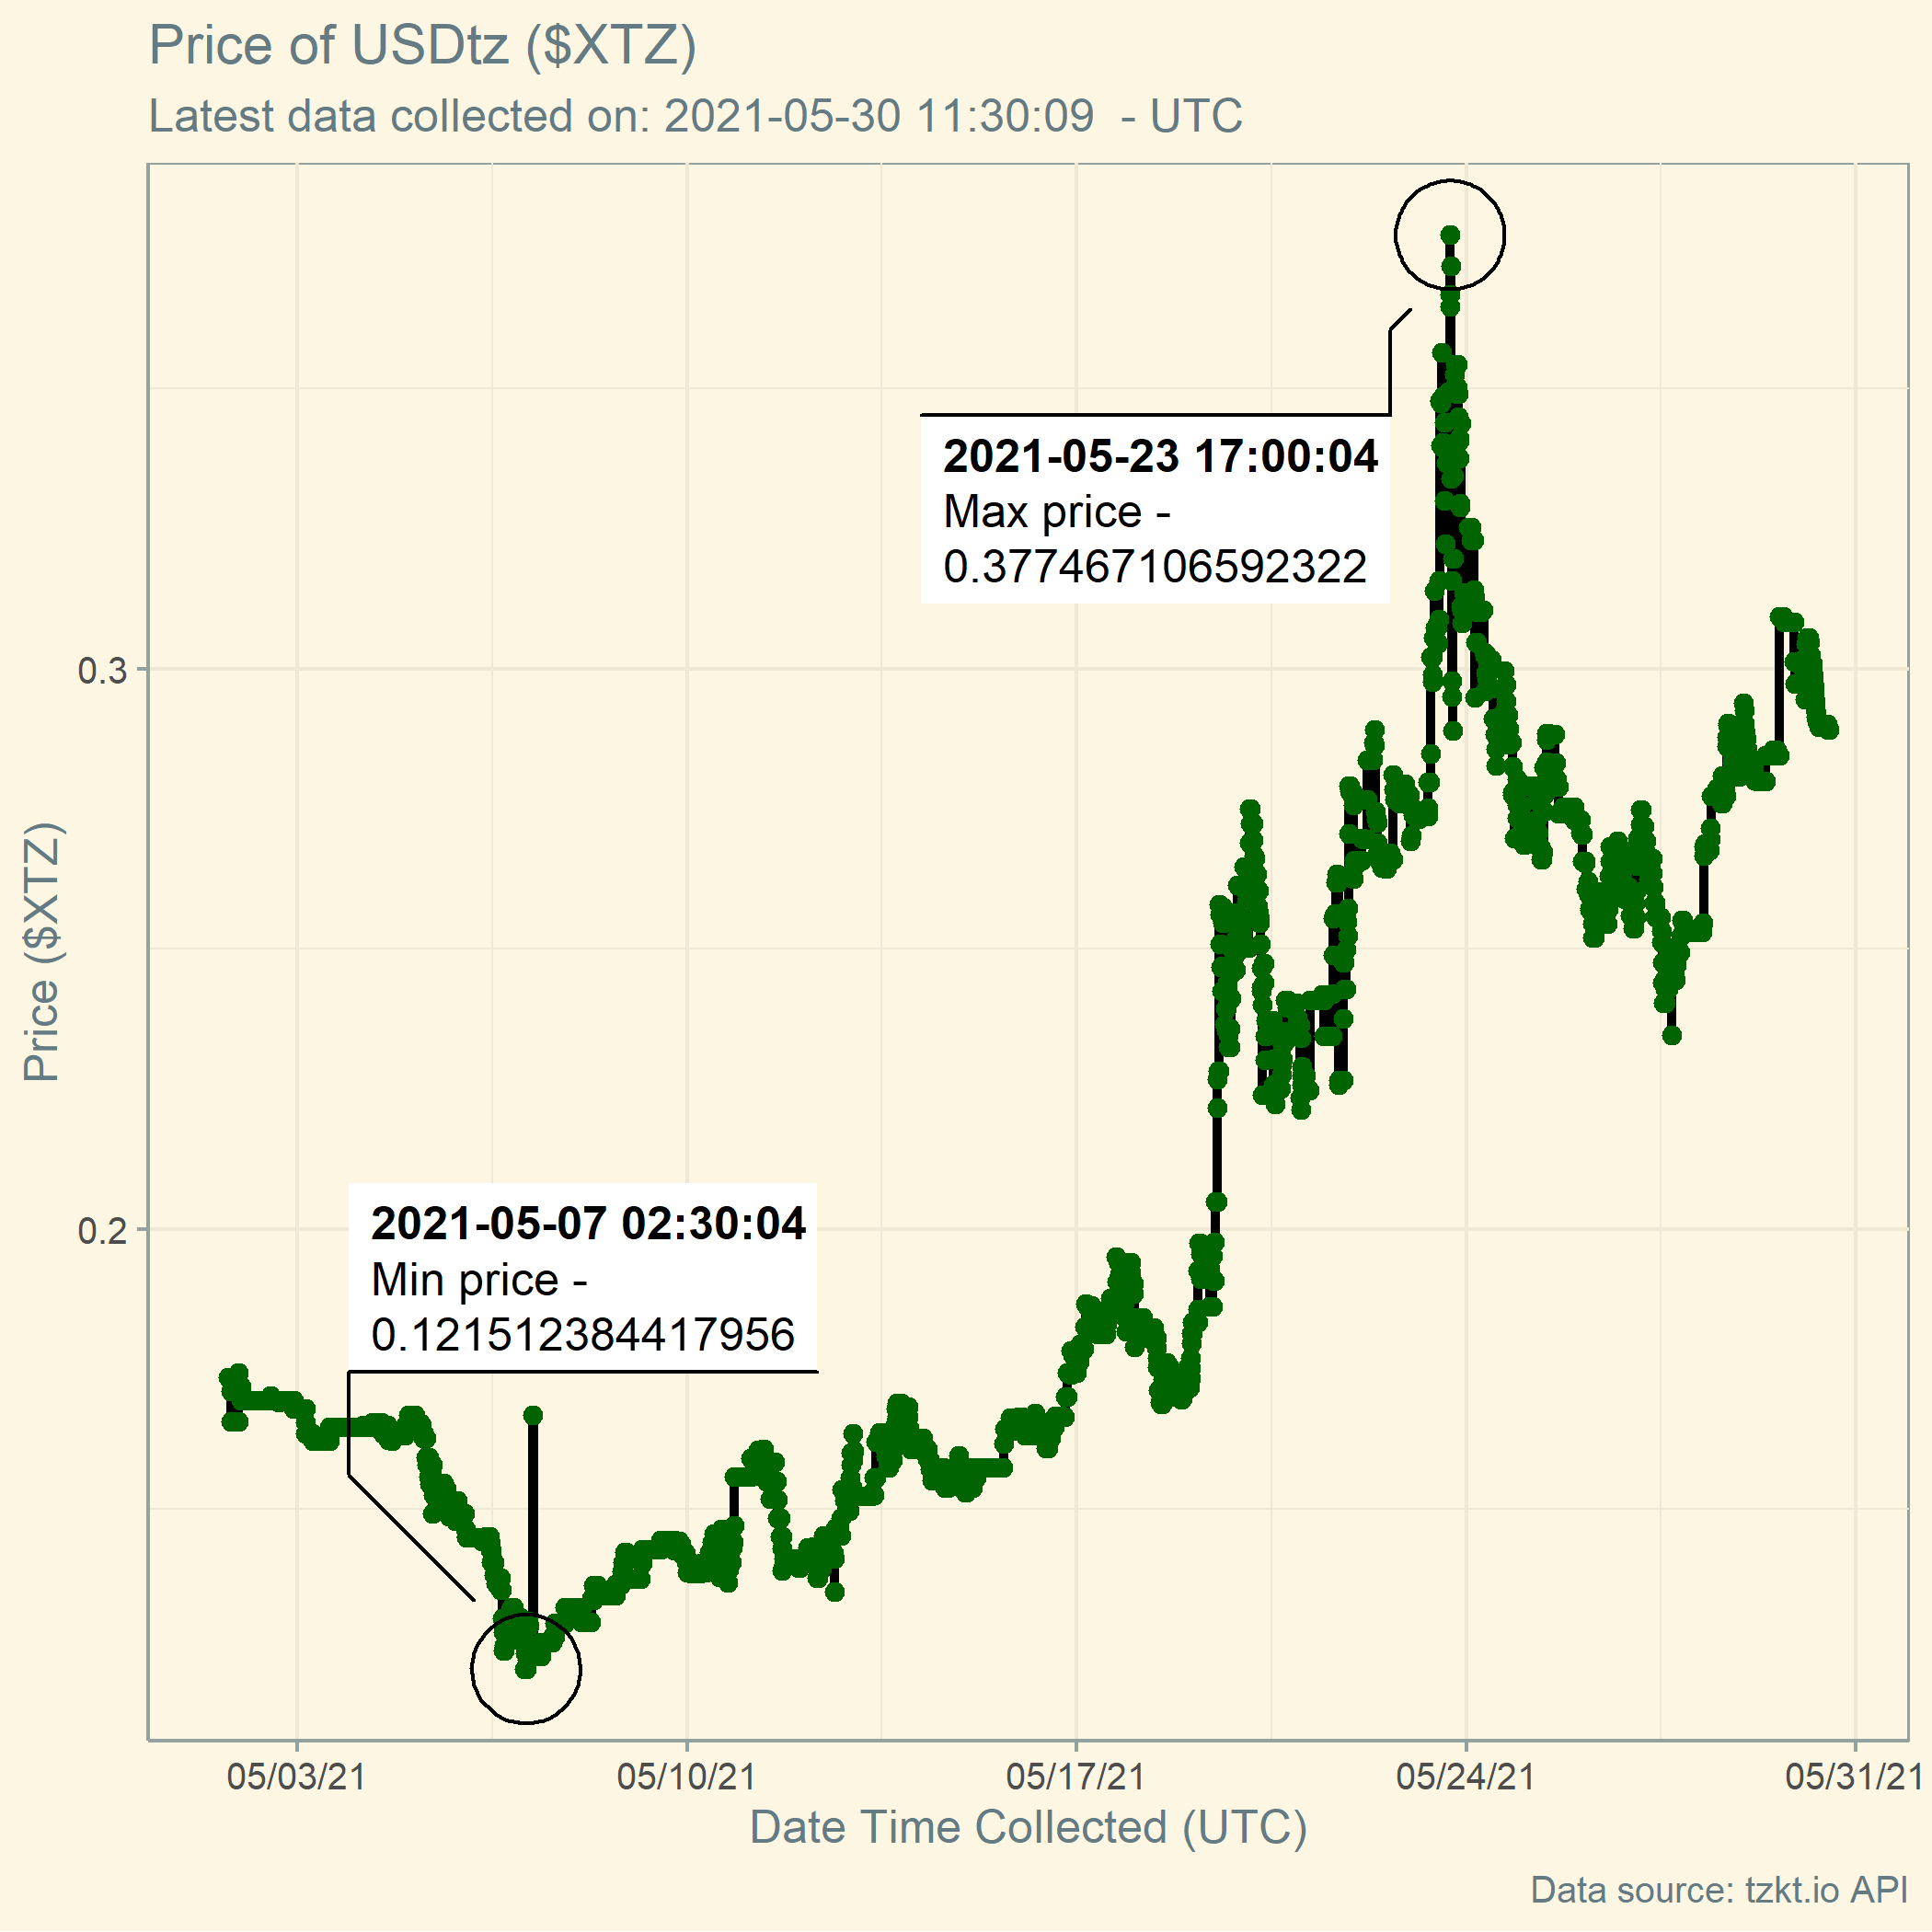 Price of USDtz ($XTZ)
Latest data collected on: 2021-05-30 11:30:09  - UTC
2021-05-23 17:00:04
Max price -
0.377467106592322
0.3
Price ($XTZ)
0.2
2021-05-07 02:30:04
Min price -
0.121512384417956
05/03/21 05/10/21 05/17/21 05/24/21 05/31/21
Date Time Collected (UTC)
Data source: tzkt.io API